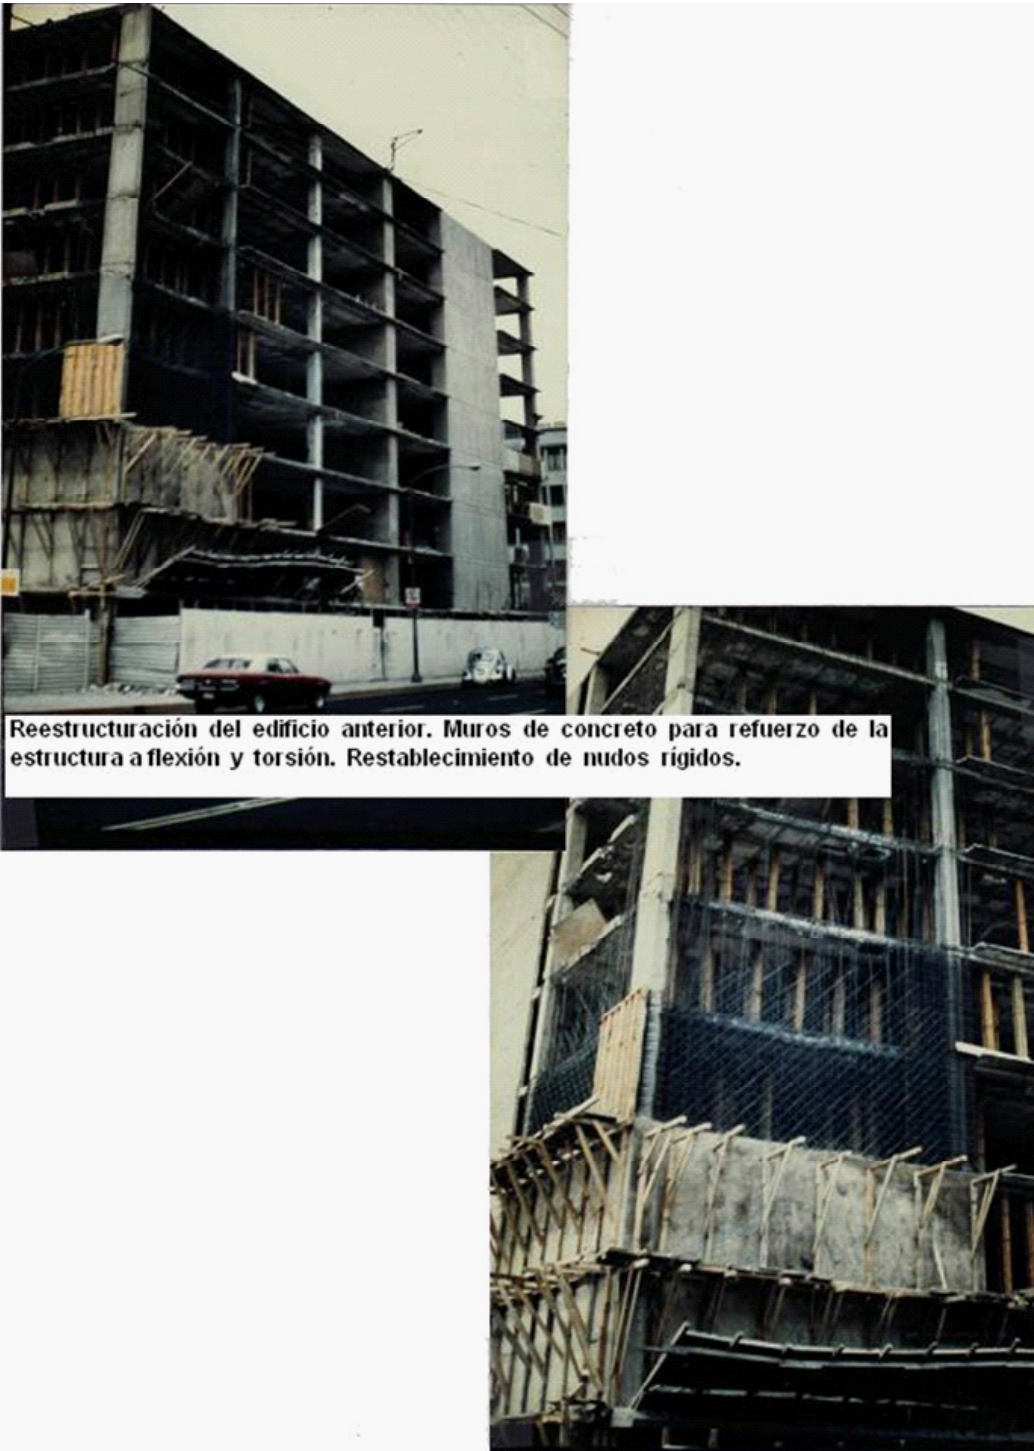 Reestructuración del edificio anterior. Muros de concreto para refuerzo de la
estructura a flexión y torsión. Restablecimiento de nudos rígidos.